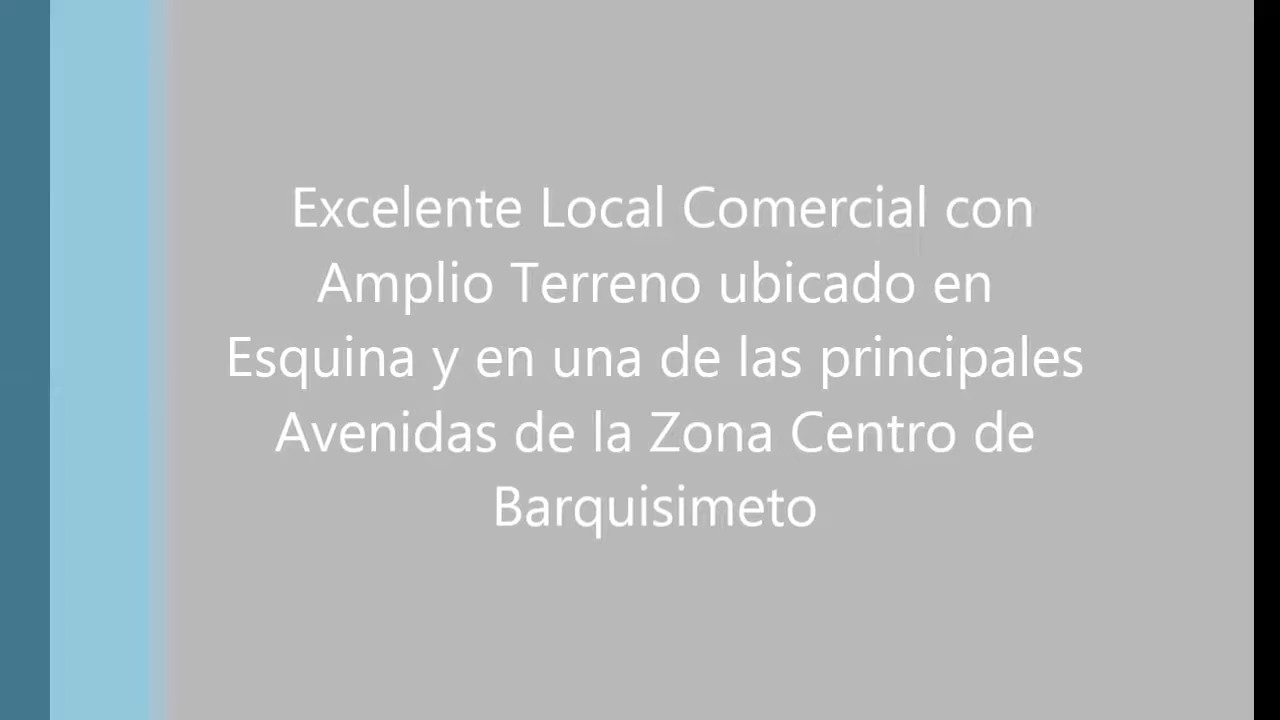 Excelente Local Comercial con
Amplio Terreno ubicado en
Esquina y en una de las principales
Avenidas de la Zona Centro de
Barquisimeto